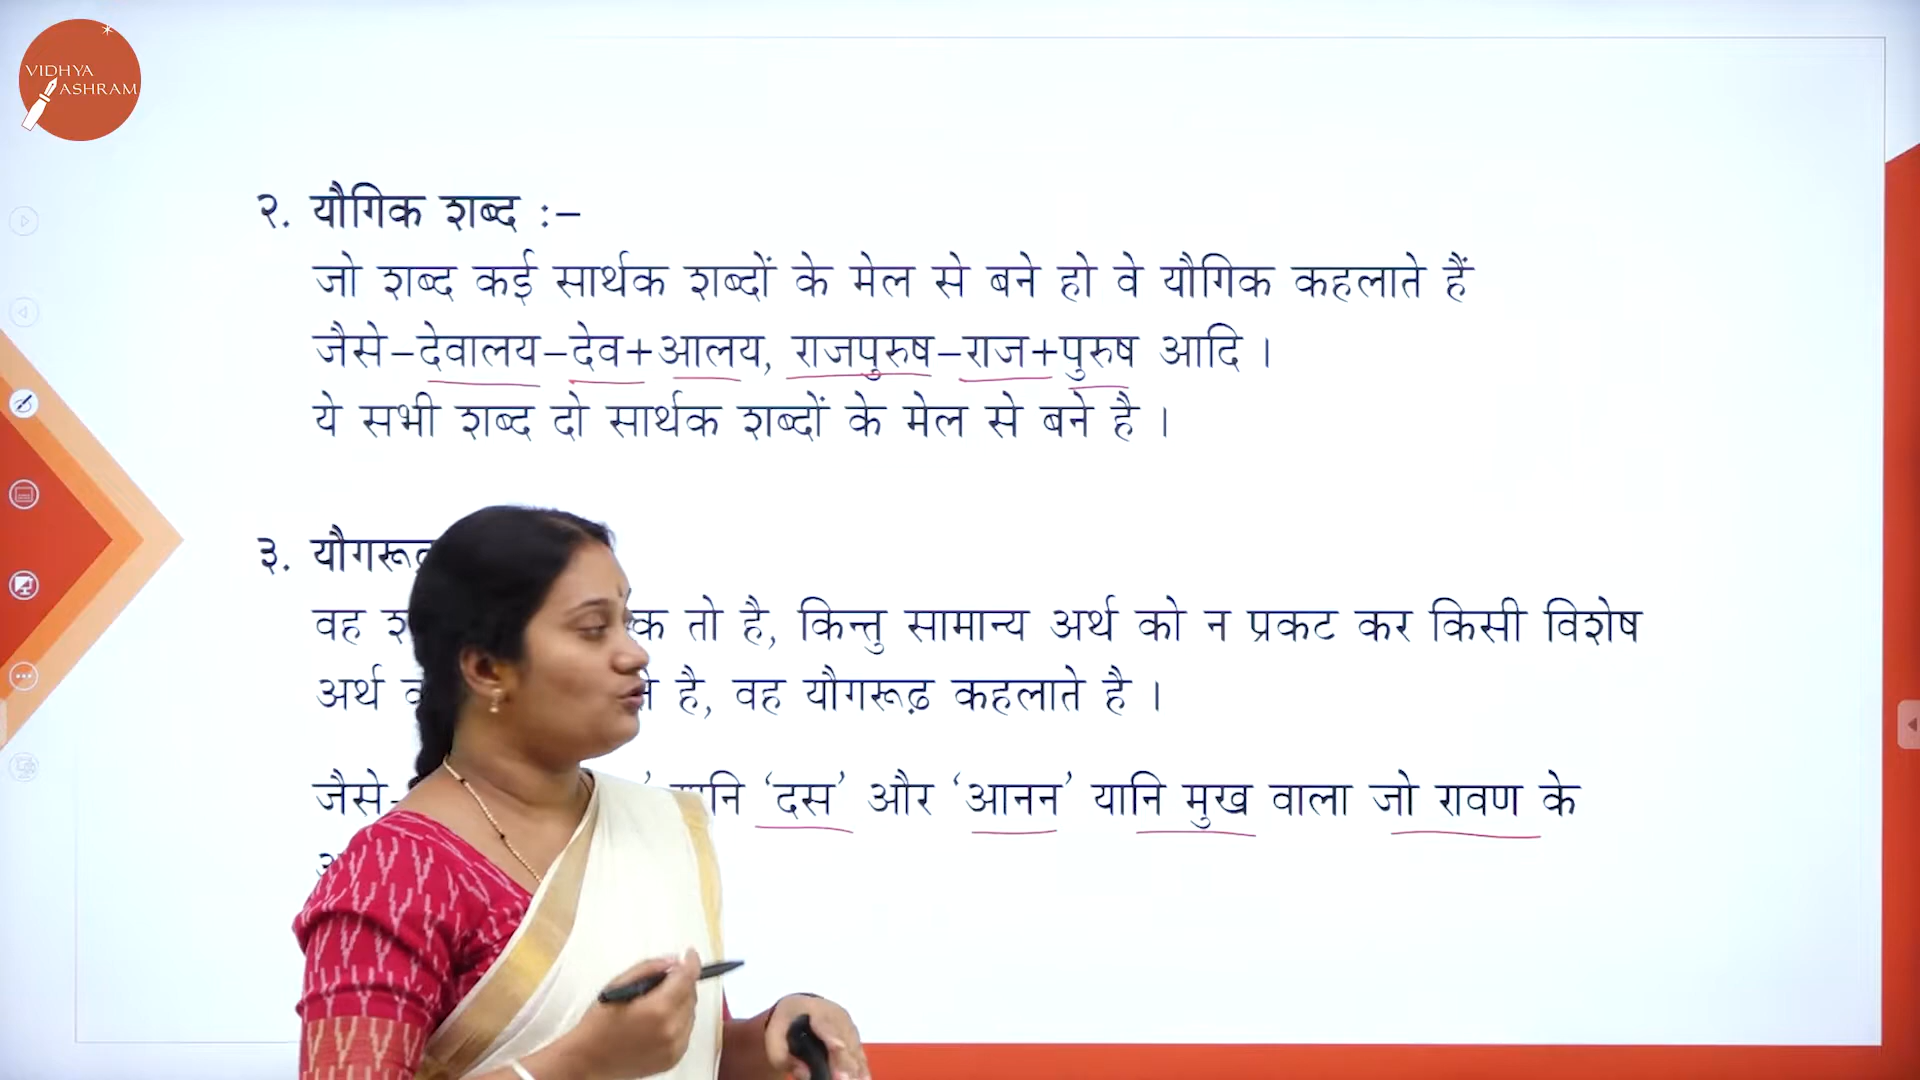 VIDHYA
ASHRAM
२. यौगिक शब्द :–
जो शब्द कई सार्थक शब्दों के मेल से बने हो वे यौगिक कहलाते हैं
जैसे–देवालय–देव+आलय, राजपुरुष–राज+पुरुष आदि ।
ये सभी शब्द दो सार्थक शब्दों के मेल से बने है ।
३.
वह तो है, किन्तु सामान्य अर्थ को न प्रकट कर किसी विशेष
अर्थ है, वह यौगरूढ़ कहलाते है ।
जैसे- ‘दस’ और ‘आनन’ यानि मुख वाला जो रावण के